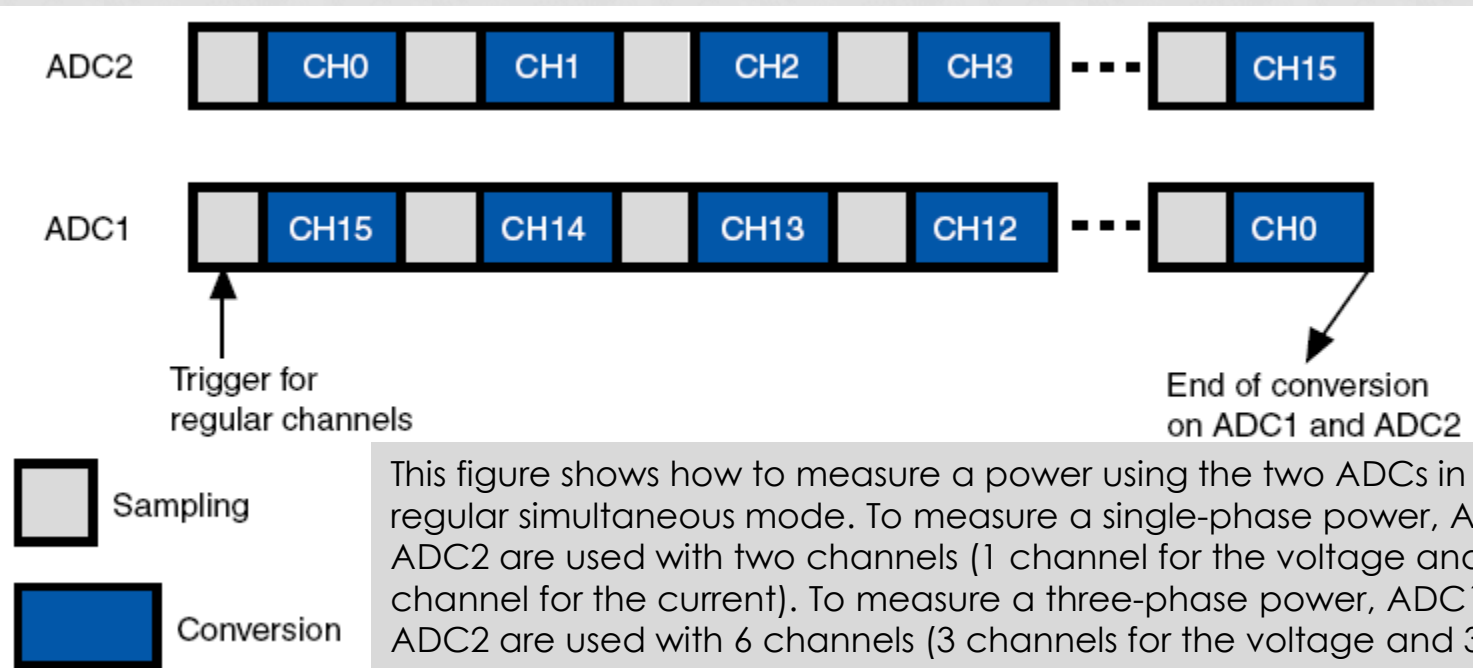 ADC2 CH0 CH1 CH2 CH3 CH15
ADC1 CH15 CH14 CH13 CH12 CH0
Trigger for
regular channels
End of conversion
on ADC1 and ADC2
Sampling
Conversion
This figure shows how to measure a power using the two ADCs in
regular simultaneous mode. To measure a single-phase power,
ADC2 are used with two channels (1 channel for the voltage and
channel for the current). To measure a three-phase power, ADC1
ADC2 are used with 6 channels (3 channels for the voltage and 3